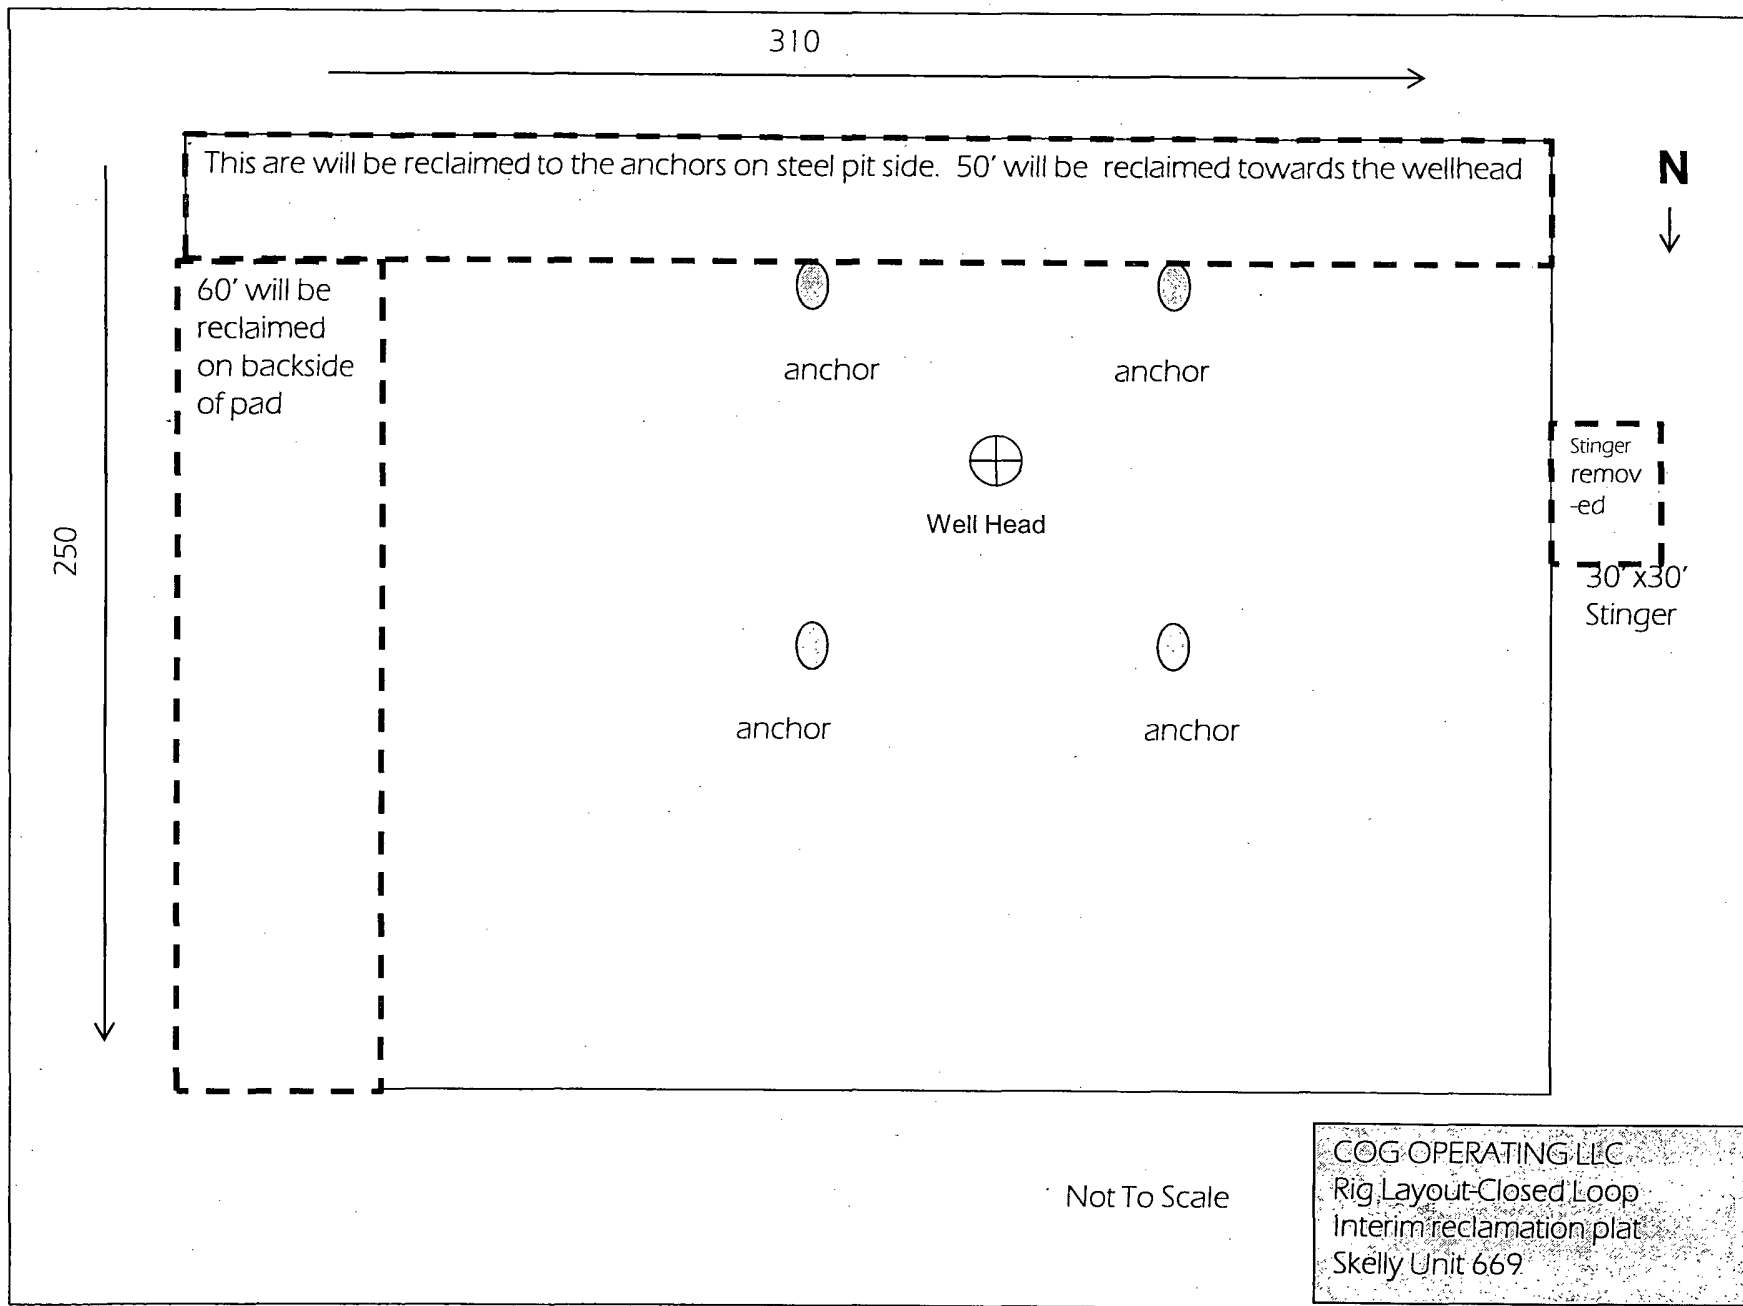 310
This are will be reclaimed to the anchors on steel pit side. 50' will be reclaimed towards the wellhead
N
60' will be
reclaimed
on backside
of pad
anchor
anchor
Stinger
remov
-ed
Well Head
250
30'x30'
Stinger
anchor
anchor
Not To Scale
COG OPERATING LLC
Rig Layout-Closed Loop
Interim reclamation plat
Skelly Unit 669